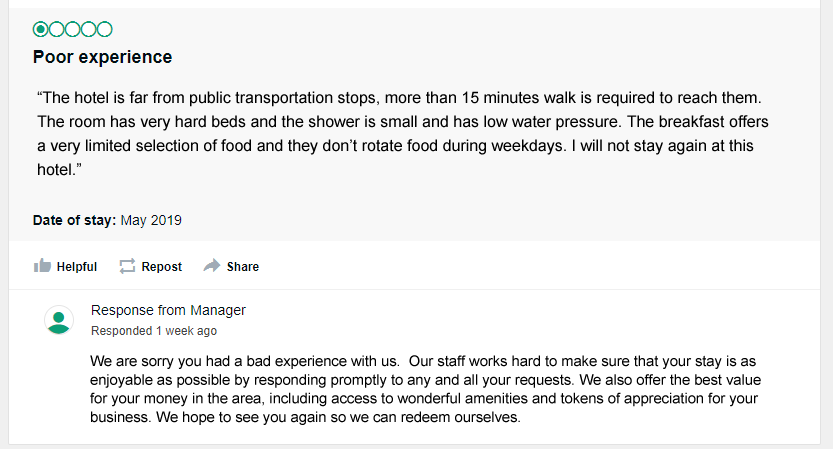 Poor experience
“The hotel is far from public transportation stops, more than 15 minutes walk is required to reach them.
The room has very hard beds and the shower is small and has low water pressure. The breakfast offers
a very limited selection of food and they don’t rotate food during weekdays. I will not stay again at this
hotel.”
Date of stay: May 2019
Helpful Repost Share
Response from Manager
Responded 1 week ago
We are sorry you had a bad experience with us.  Our staff works hard to make sure that your stay is as
enjoyable as possible by responding promptly to any and all your requests. We also offer the best value
for your money in the area, including access to wonderful amenities and tokens of appreciation for your
business. We hope to see you again so we can redeem ourselves.